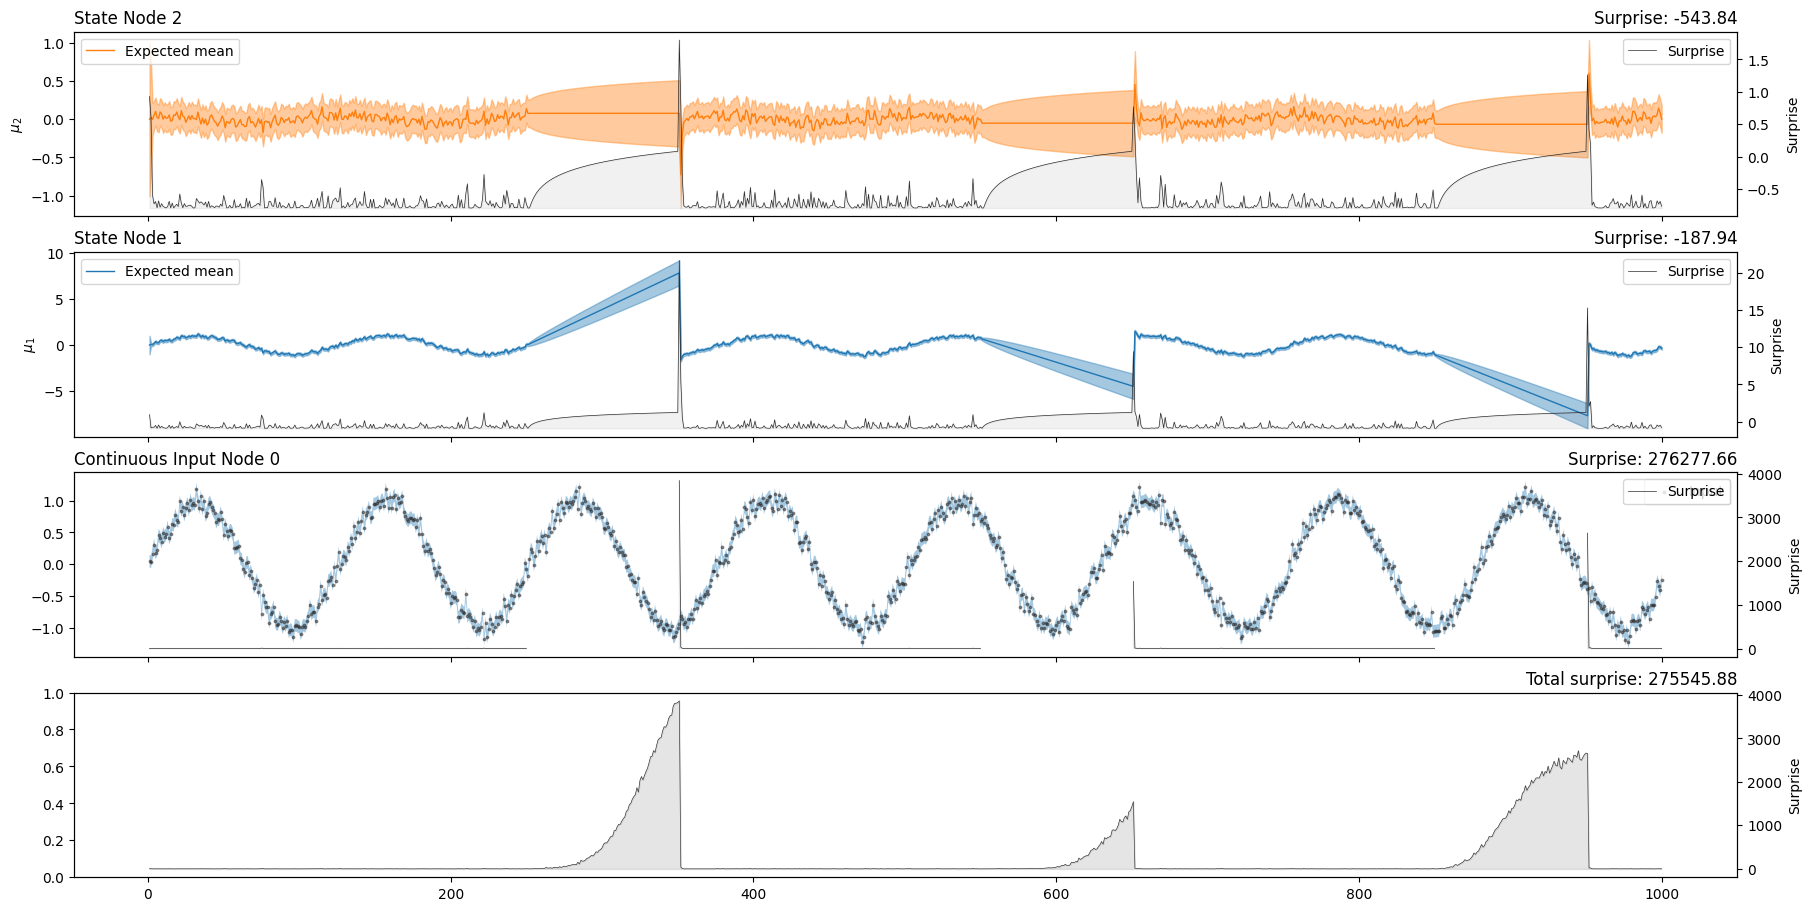 State Node 2 Surprise: -543.84
Expected mean
Surprise
μ2
1.0
0.5
0.0
−0.5
−1.0
1.5
1.0
0.5
0.0
−0.5
Surprise
State Node 1 Surprise: -187.94
Expected mean
Surprise
μ1
10
5
0
−5
20
15
10
5
0
Surprise
Continuous Input Node 0 Surprise: 276277.66
Surprise
1.0
0.5
0.0
−0.5
−1.0
4000
3000
2000
1000
0
Surprise
Total surprise: 275545.88
1.0
0.8
0.6
0.4
0.2
0.0
4000
3000
2000
1000
0
Surprise
0 200 400 600 800 1000